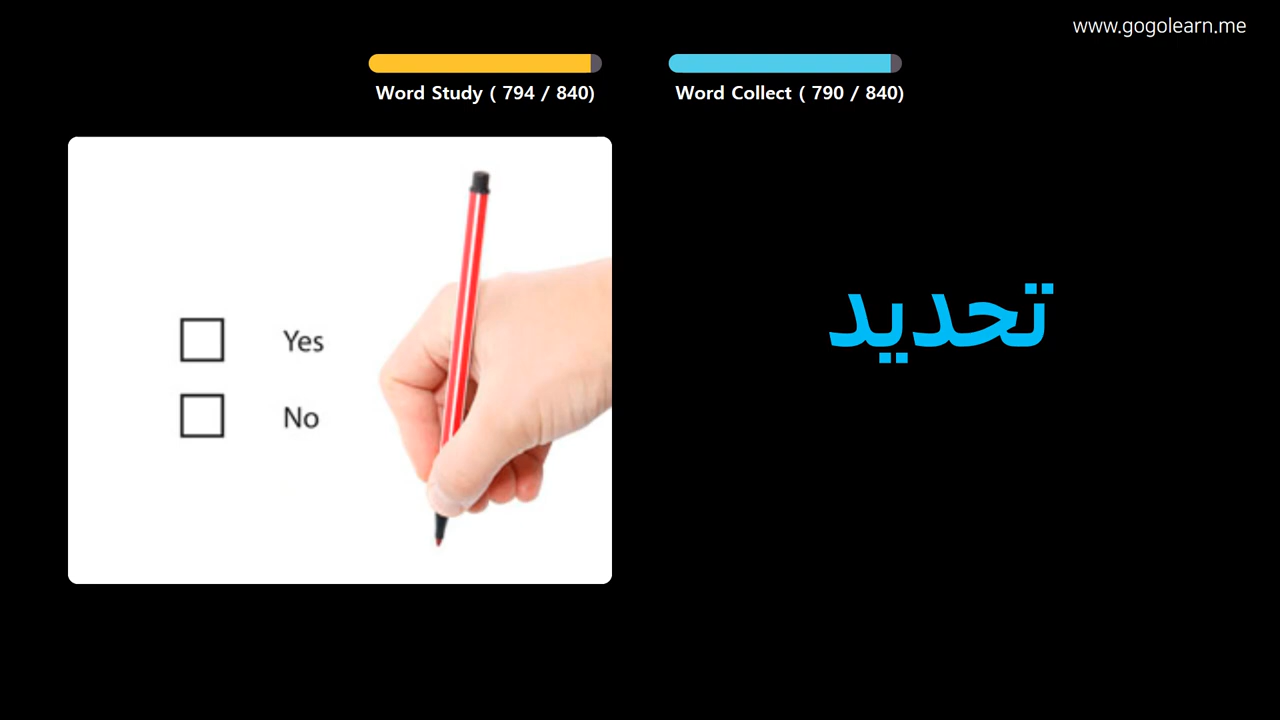 www.gogolearn.me
Word Study ( 794 / 840)
Word Collect ( 790 / 840)
Yes
No
تحديد